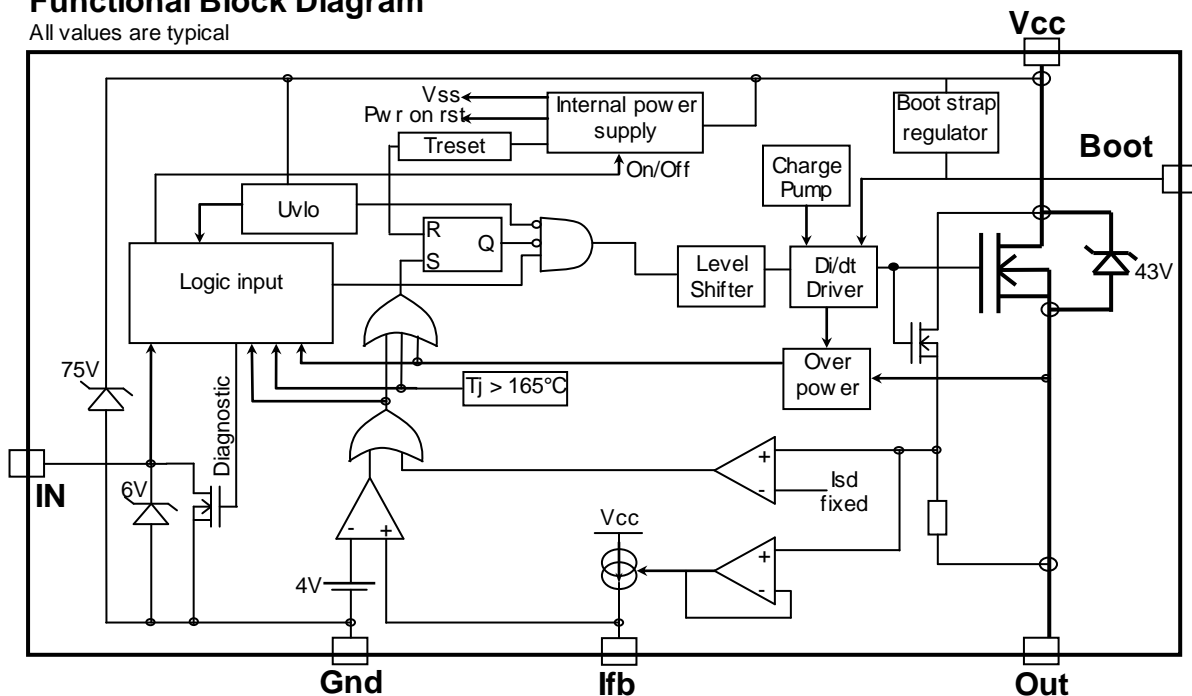 Functional Block Diagram
All values are typical
Vcc
Vss
Pwr on rst
Internal power
supply
Treset
On/Off
Boot strap
regulator
Boot
Charge
Pump
Uvlo
R
S
Q
Logic input
Level
Shifter
Di/dt
Driver
43V
75V
Over
power
Tj > 165°C
Diagnostic
IN
6V
+
-
Isd
fixed
- +
Vcc
+
-
4V
Gnd
Ifb
Out